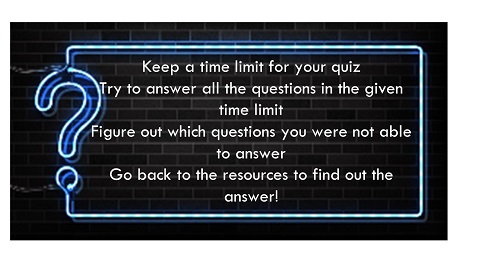 Keep a time limit for your quiz
Try to answer all the questions in the given
time limit
Figure out which questions you were not able
to answer
Go back to the resources to find out the
answer!